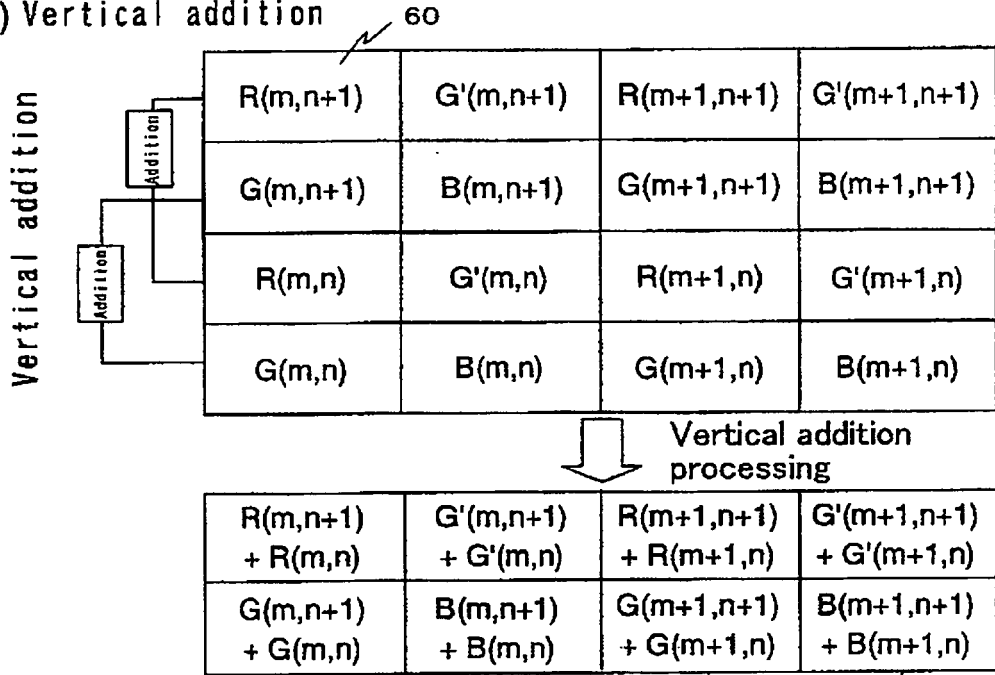 ) Vertical addition
60
Vertical addition
Addition
Addition
R(m,n+1) G'(m,n+1) R(m+1,n+1) G'(m+1,n+1)
G(m,n+1) B(m,n+1) G(m+1,n+1) B(m+1,n+1)
R(m,n) G'(m,n) R(m+1,n) G'(m+1,n)
G(m,n) B(m,n) G(m+1,n) B(m+1,n)
Vertical addition
processing
R(m,n+1) G'(m,n+1) R(m+1,n+1) G'(m+1,n+1)
+ R(m,n) + G'(m,n) + R(m+1,n) + G'(m+1,n)
G(m,n+1) B(m,n+1) G(m+1,n+1) B(m+1,n+1)
+ G(m,n) + B(m,n) + G(m+1,n) + B(m+1,n)